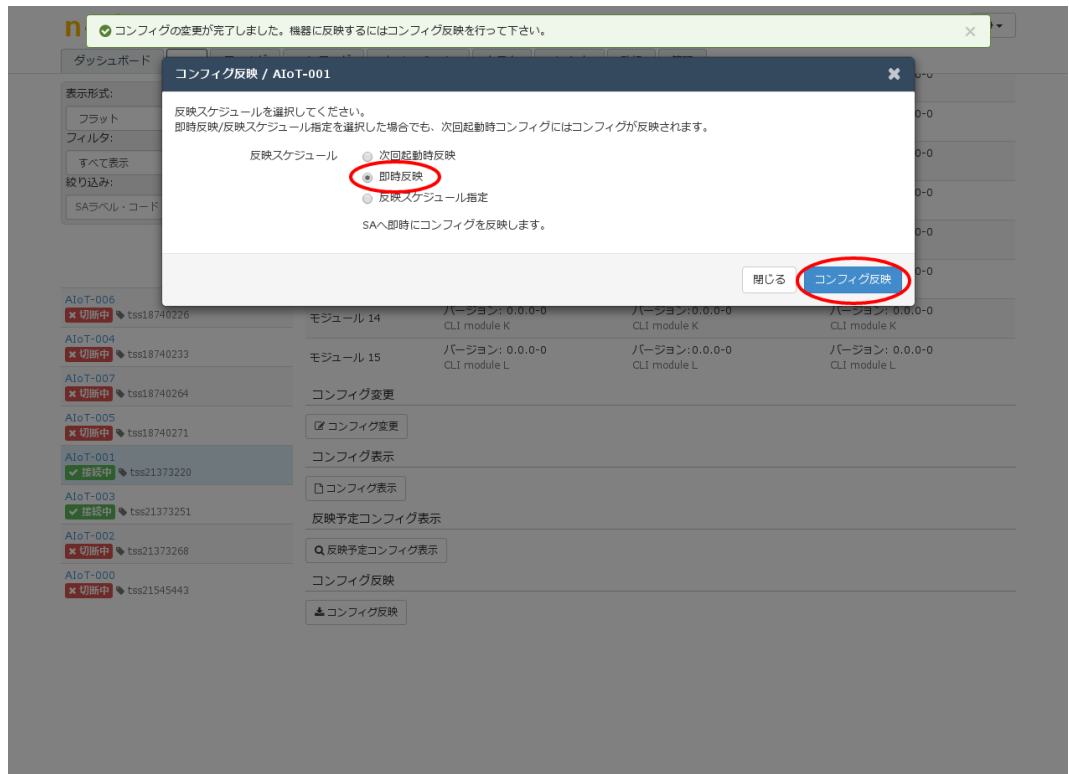 コンフィグの変更が完了しました。機器に反映するにはコンフィグ反映を行って下さい。
ダッシュボード
コンフィグ反映 / AIoT-001
表示形式:
フラット
フィルタ:
すべて表示
絞り込み:
SAラベル・コード
反映スケジュールを選択してください。
即時反映/反映スケジュール指定を選択した場合でも、次回起動時コンフィグにはコンフィグが反映されます。
反映スケジュール
次回起動時反映
即時反映
反映スケジュール指定
SAへ即時にコンフィグを反映します。
閉じる
コンフィグ反映
AIoT-006
切断中 tss18740226
AIoT-004
切断中 tss18740233
AIoT-007
切断中 tss18740264
AIoT-005
切断中 tss18740271
AIoT-001
接続中 tss21373220
AIoT-003
接続中 tss21373251
AIoT-002
切断中 tss21373268
AIoT-000
切断中 tss21545443
モジュール 14 バージョン: 0.0.0-0 バージョン:0.0.0-0 バージョン: 0.0.0-0
CLI module K CLI module K CLI module K
モジュール 15 バージョン: 0.0.0-0 バージョン:0.0.0-0 バージョン: 0.0.0-0
CLI module L CLI module L CLI module L
コンフィグ変更
コンフィグ変更
コンフィグ表示
コンフィグ表示
反映予定コンフィグ表示
反映予定コンフィグ表示
コンフィグ反映
コンフィグ反映